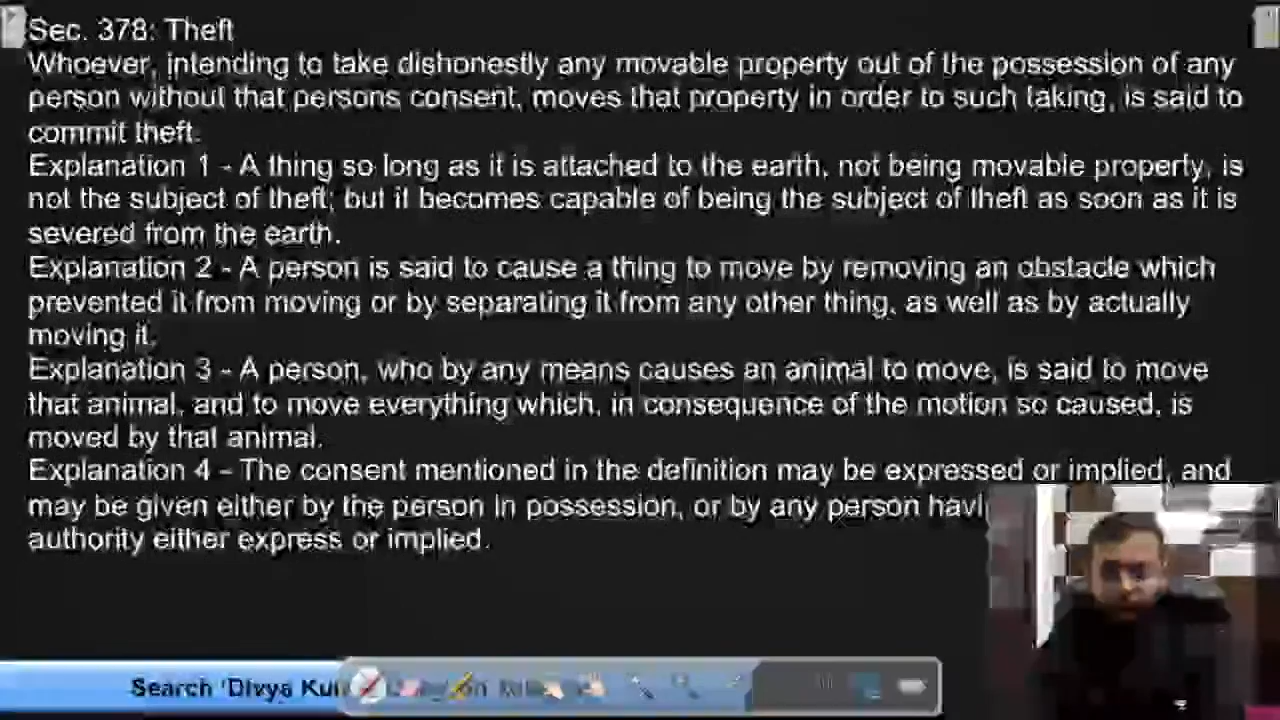 Sec. 378: Theft
Whoever, intending to take dishonestly any movable property out of the possession of any
person without that persons consent, moves that property in order to such taking, is said to
commit theft.
Explanation 1 - A thing so long as it is attached to the earth, not being movable property, is
not the subject of theft; but it becomes capable of being the subject of theft as soon as it is
severed from the earth.
Explanation 2 - A person is said to cause a thing to move by removing an obstacle which
prevented it from moving or by separating it from any other thing, as well as by actually
moving it.
Explanation 3 - A person, who by any means causes an animal to move, is said to move
that animal, and to move everything which, in consequence of the motion so caused, is
moved by that animal.
Explanation 4 - The consent mentioned in the definition may be expressed or implied, and
may be given either by the person in possession, or by any person
authority either express or implied.
Search 'Divya